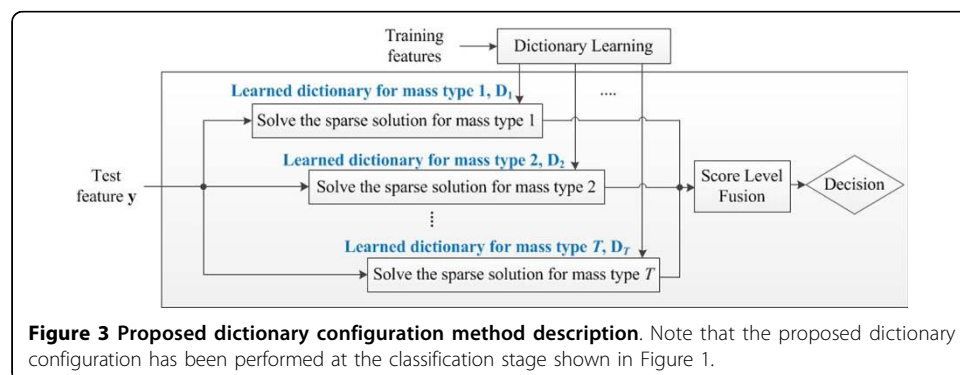 Training
features
Dictionary Learning
Learned dictionary for mass type 1, D1
....
Solve the sparse solution for mass type 1
Learned dictionary for mass type 2, D2
Test
feature y
Solve the sparse solution for mass type 2
Score Level
Fusion
Decision
Learned dictionary for mass type T, DT
Solve the sparse solution for mass type T
Figure 3 Proposed dictionary configuration method description. Note that the proposed dictionary
configuration has been performed at the classification stage shown in Figure 1.